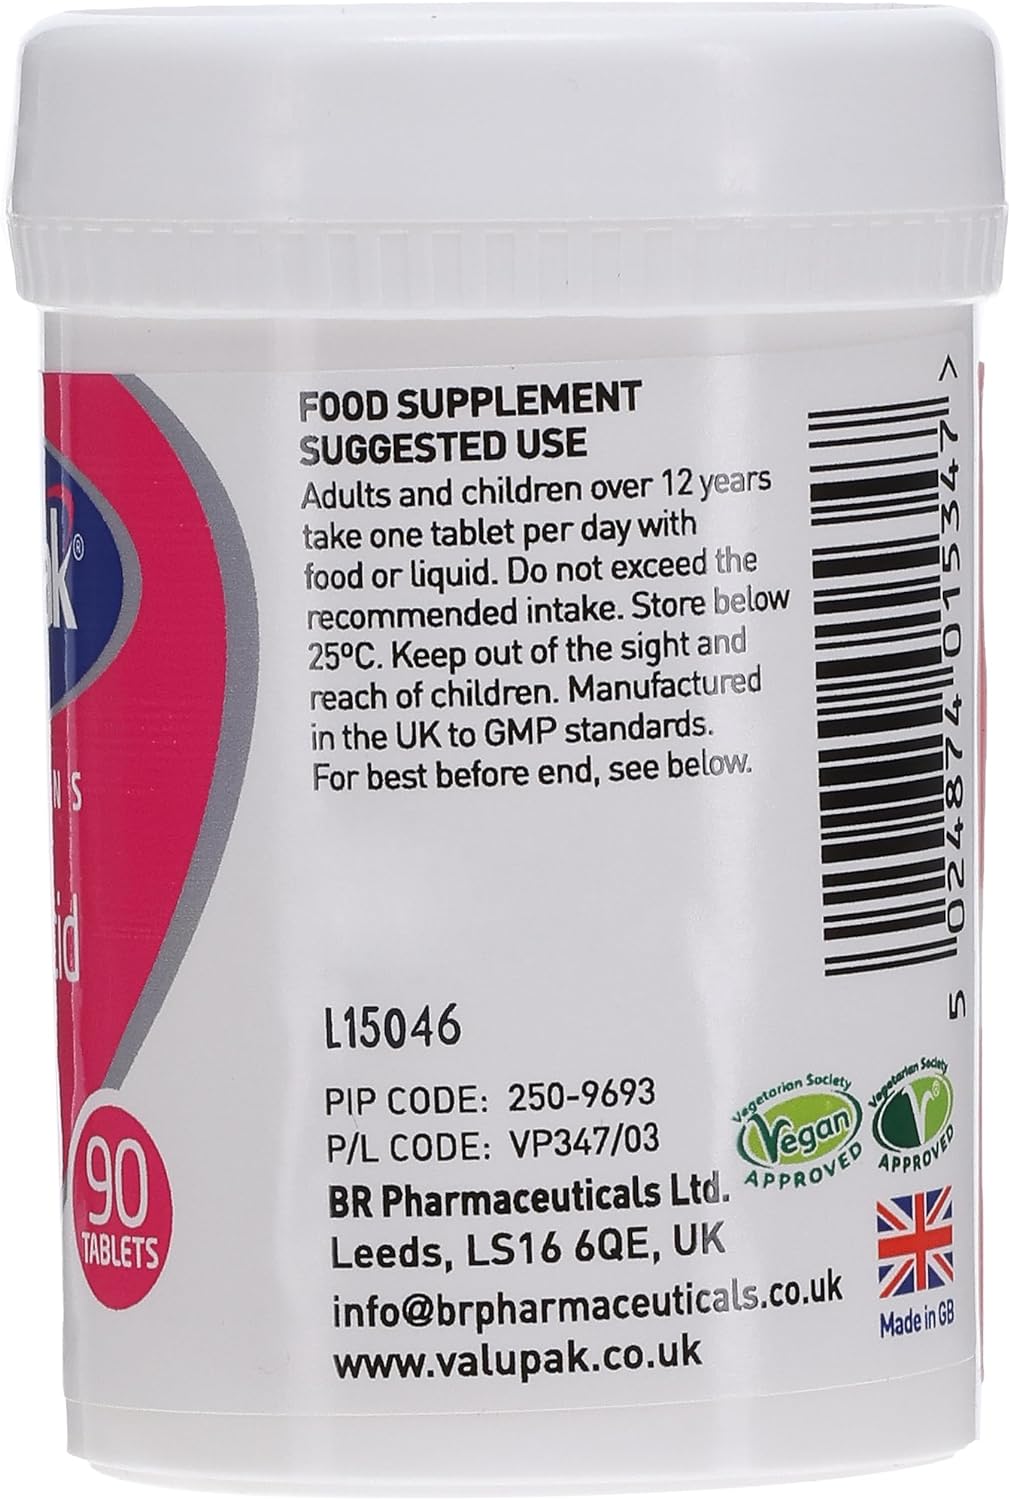 FOOD SUPPLEMENT
SUGGESTED USE
Adults and children over 12 years
take one tablet per day with
food or liquid. Do not exceed the
recommended intake. Store below
25ºC. Keep out of the sight and
reach of children. Manufactured
in the UK to GMP standards.
For best before end, see below.
L15046
PIP CODE: 250-9693
P/L CODE: VP347/03
BR Pharmaceuticals Ltd.
Leeds, LS16 6QE, UK
info@brpharmaceuticals.co.uk
www.valupak.co.uk
5 024874 015347 >
Vegetarian Society
Vegan
APPROVED
Vegetarian Society
V®
APPROVED
Made in GB
ak®
N S
id
90
TABLETS